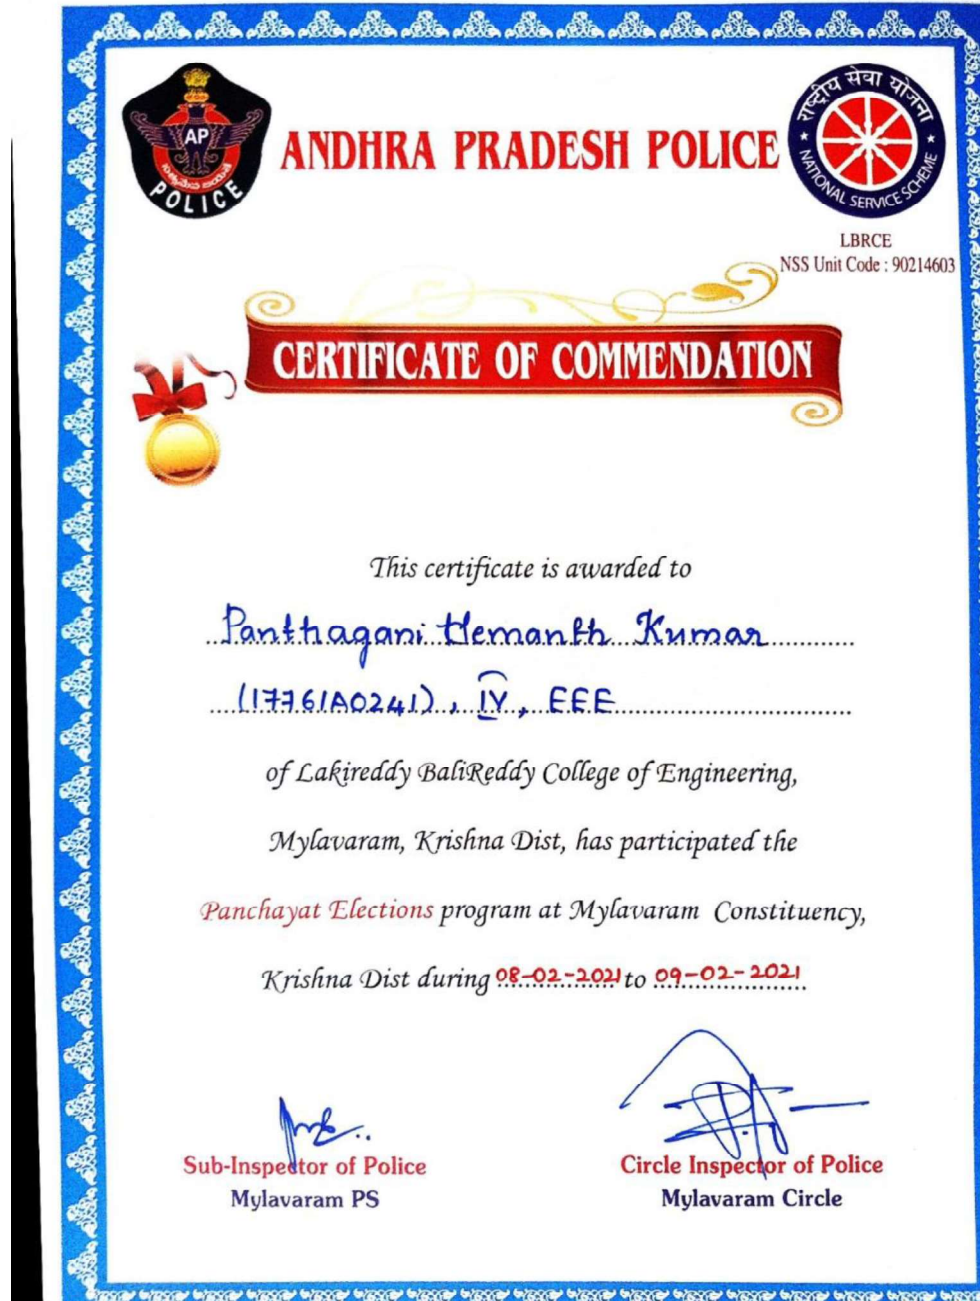 AP
POLICE
ANDHRA PRADESH POLICE
राष्ट्रीय सेवा योजना
NATIONAL SERVICE SCHEME
LBRCE
NSS Unit Code : 90214603
CERTIFICATE OF COMMENDATION
This certificate is awarded to
Panthagani Hemanth Kumar
(17761A0241), IV, EEE
of Lakireddy BaliReddy College of Engineering,
Mylavaram, Krishna Dist, has participated the
Panchayat Elections program at Mylavaram Constituency,
Krishna Dist during 08-02-2021 to 09-02-2021
Sub-Inspector of Police
Mylavaram PS
Circle Inspector of Police
Mylavaram Circle